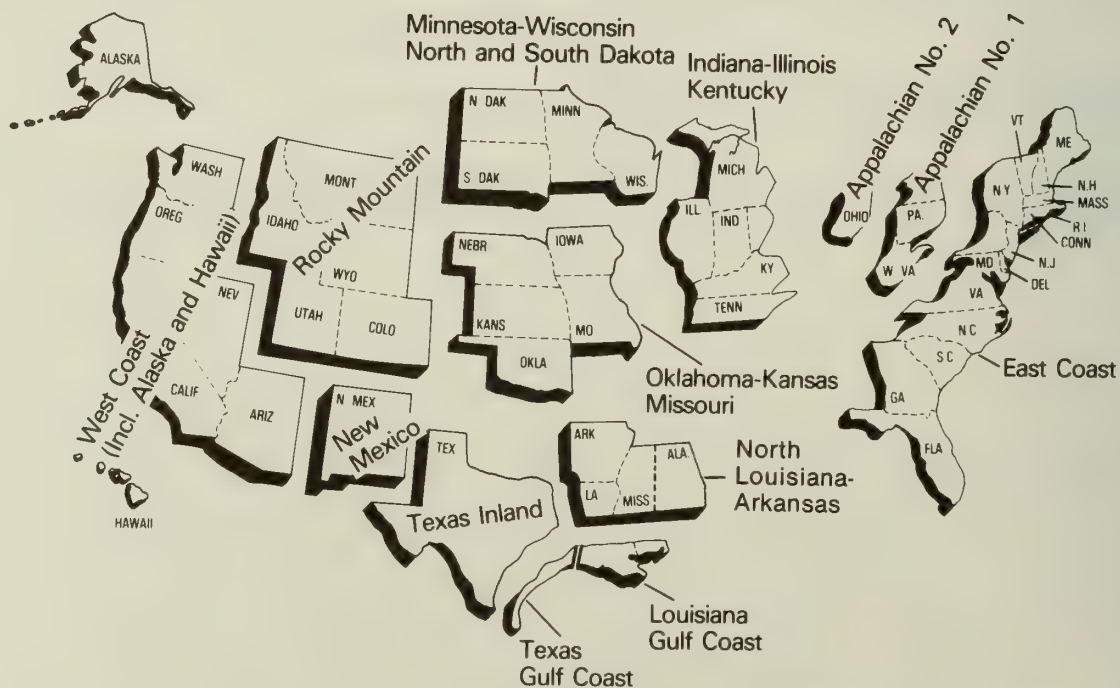 Minnesota-Wisconsin
North and South Dakota
Indiana-Illinois
Kentucky
Appalachian No. 2
Appalachian No. 1
ALASKA
WASH
OREG
NEV
CALIF
ARIZ
West Coast
(Incl. Alaska and Hawaii)
HAWAII
MONT
IDAHO
WYO
UTAH
COLO
Rocky Mountain
N DAK
MINN
S DAK
WIS.
NEBR
IOWA
KANS
MO
OKLA
Oklahoma-Kansas
Missouri
MICH
ILL
IND
KY
TENN
OHIO
PA.
W VA
VT
ME
N Y
N.H
MASS
R I
CONN
N.J
MD
DEL
VA
N C
S C
GA
FLA
East Coast
N MEX
New
Mexico
TEX
Texas Inland
ARK
LA
MISS
ALA.
North
Louisiana-
Arkansas
Louisiana
Gulf Coast
Texas
Gulf Coast